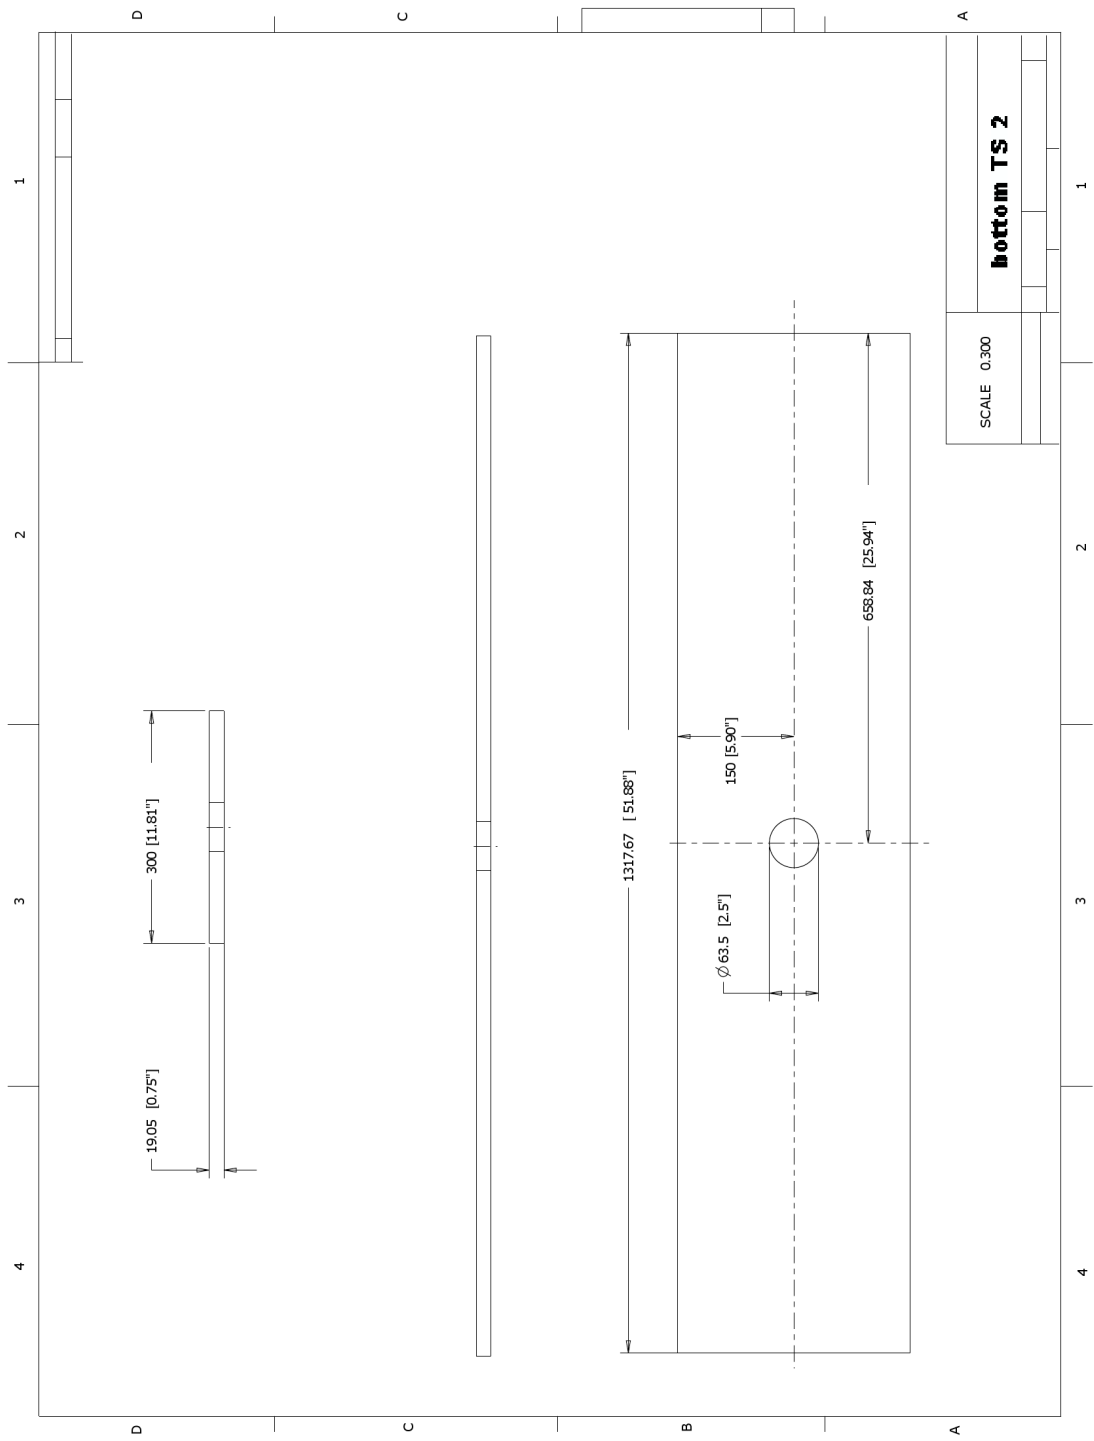 D
C
A
1
1
bottom TS 2
SCALE 0.300
2
2
658.84 [25.94"]
150 [5.90"]
1317.67 [ 51.88"]
300 [11.81"]
3
3
Ø 63.5 [2.5"]
19.05 [0.75"]
4
4
D
C
B
A